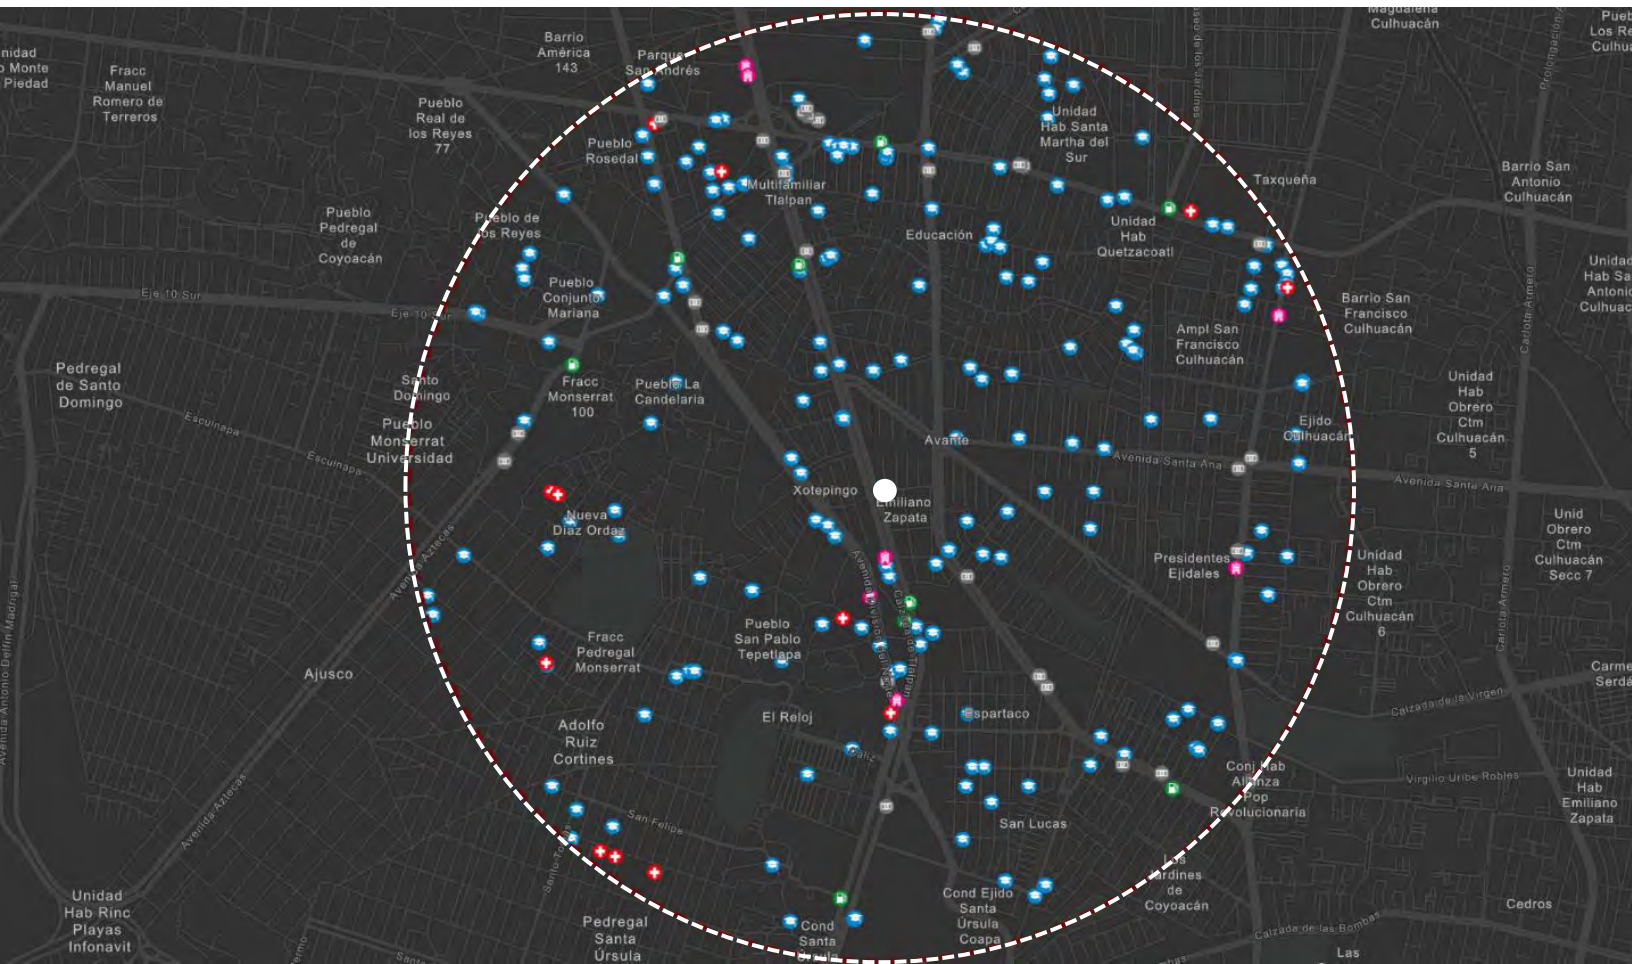 Magdalena
Culhuacán
Barrio
América
143
Parque
San Andrés
Fracc
Manuel
Romero de
Terreros
Pueblo
Real de
los Reyes
77
Pueblo
Rosedal
Unidad
Hab Santa
Martha del
Sur
Multifamiliar
Tlalpan
Taxqueña
Barrio San
Antonio
Culhuacán
Pueblo
Pedregal
de
Coyoacán
Pueblo de
los Reyes
Educación
Unidad
Hab
Quetzacoatl
Eje 10 Sur
Eje 10 Sur
Pueblo
Conjunto
Mariana
Barrio San
Francisco
Culhuacán
Ampl San
Francisco
Culhuacán
Carlota Armero
Pedregal
de Santo
Domingo
Santo
Domingo
Fracc
Monserrat
100
Pueblo La
Candelaria
Unidad
Hab
Obrero
Ctm
Culhuacán
5
Escuinapa
Pueblo
Monserrat
Universidad
Escuinapa
Avante
Ejido
Culhuacán
Avenida Santa Ana
Avenida Santa Ana
Xotepingo
Emiliano
Zapata
Nueva
Díaz Ordaz
Unid
Obrero
Ctm
Culhuacán
Secc 7
Avenida Aztecas
Presidentes
Ejidales
Unidad
Hab
Obrero
Ctm
Culhuacán
6
Carlota Armero
Avenida División del Norte
Calzada de Tlalpan
Pueblo
San Pablo
Tepetlapa
Fracc
Pedregal
Monserrat
Ajusco
Avenida Antonio Delfín Madrigal
Calzada de la Virgen
El Reloj
Espartaco
Adolfo
Ruiz
Cortines
Conj Hab
Alianza
Pop
Revolucionaria
Virgilio Uribe Robles
Unidad
Hab
Emiliano
Zapata
Avenida Aztecas
San Felipe
San Lucas
Los
Jardines
de
Coyoacán
Unidad
Hab Rinc
Playas
Infonavit
Cond Ejido
Santa
Úrsula
Coapa
Cedros
Pedregal
Santa
Úrsula
Cond
Santa
Úrsula
Calzada de las Bombas
Las